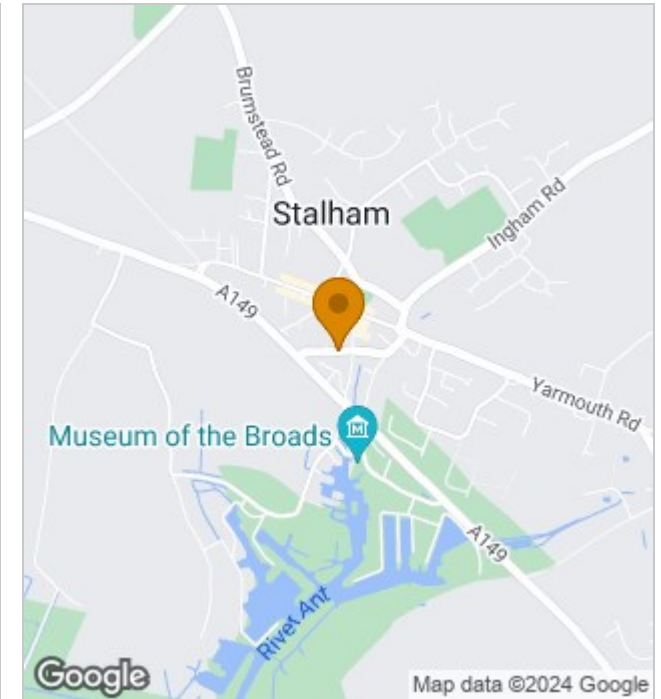 Brumstead Rd
Stalham
Ingham Rd
A149
Yarmouth Rd
Museum of the Broads
M
A149
River Ant
Google
Map data ©2024 Google